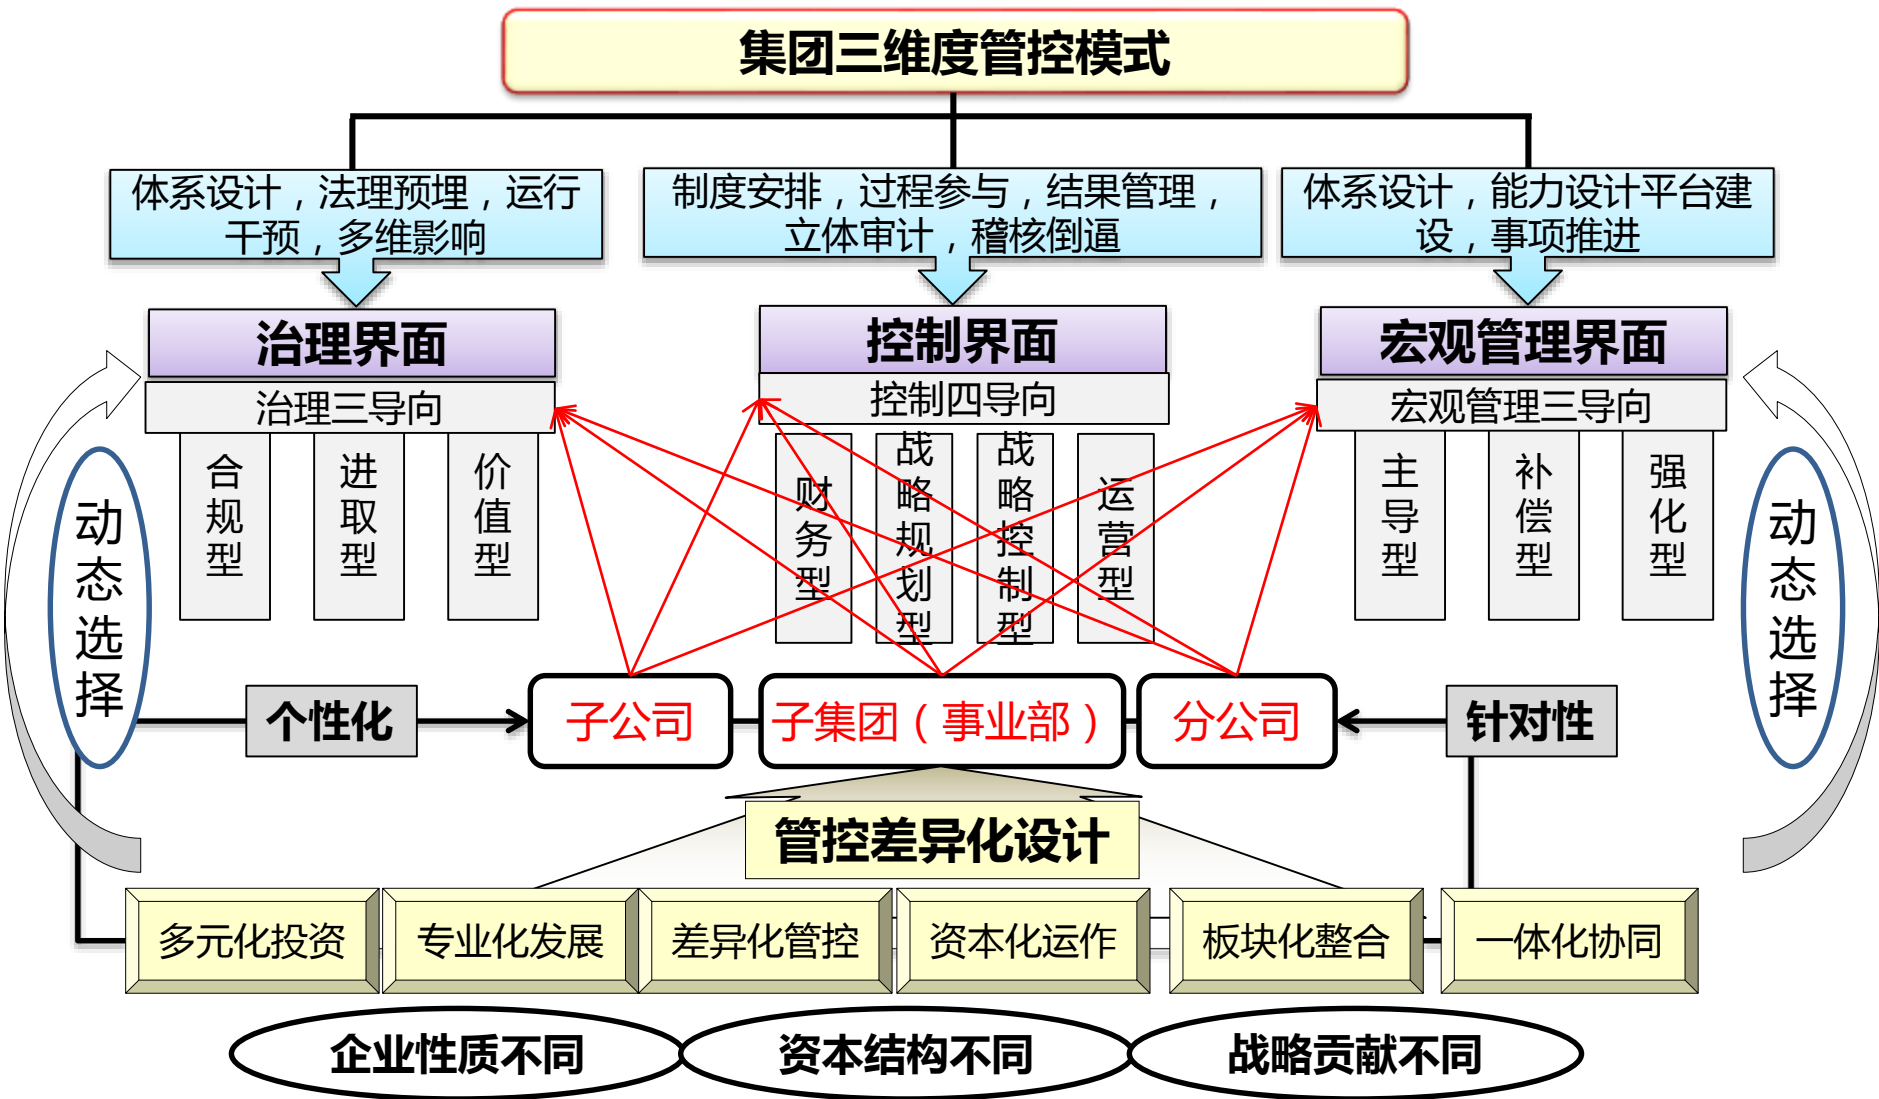 集团三维度管控模式
体系设计，法理预埋，运行
干预，多维影响
制度安排，过程参与，结果管理，
立体审计，稽核倒逼
体系设计，能力设计平台建
设，事项推进
治理界面
控制界面
宏观管理界面
治理三导向
控制四导向
宏观管理三导向
合规型
进取型
价值型
财务型
战略规划型
战略控制型
运营型
主导型
补偿型
强化型
动态选择
动态选择
个性化
子公司
子集团（事业部）
分公司
针对性
管控差异化设计
多元化投资
专业化发展
差异化管控
资本化运作
板块化整合
一体化协同
企业性质不同
资本结构不同
战略贡献不同